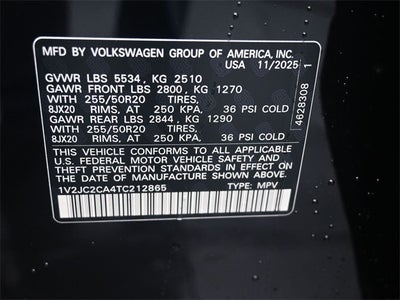 MFD BY VOLKSWAGEN GROUP OF AMERICA, INC.
USA 11/2025
GVWR LBS 5534, KG 2510
GAWR FRONT LBS 2800, KG 1270
WITH 255/50R20 TIRES,
8JX20 RIMS, AT 250 KPA, 36 PSI COLD
GAWR REAR LBS 2844, KG 1290
WITH 255/50R20 TIRES,
8JX20 RIMS, AT 250 KPA, 36 PSI COLD
THIS VEHICLE CONFORMS TO ALL APPLICABLE
U.S. FEDERAL MOTOR VEHICLE SAFETY AND
THEFT PREVENTION STANDARDS IN EFFECT ON
THE DATE OF MANUFACTURE SHOWN ABOVE.
1V2JC2CA4TC212865 TYPE: MPV
4628308 1